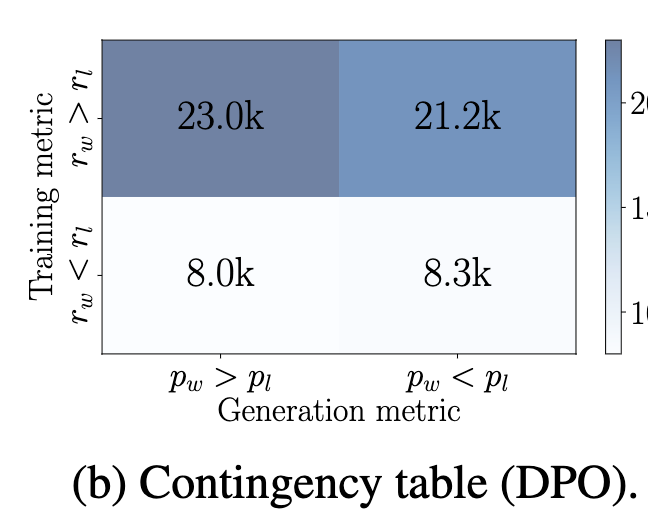 Training metric
r_w > r_l
r_w < r_l
23.0k
21.2k
8.0k
8.3k
p_w > p_l
p_w < p_l
Generation metric
(b) Contingency table (DPO).